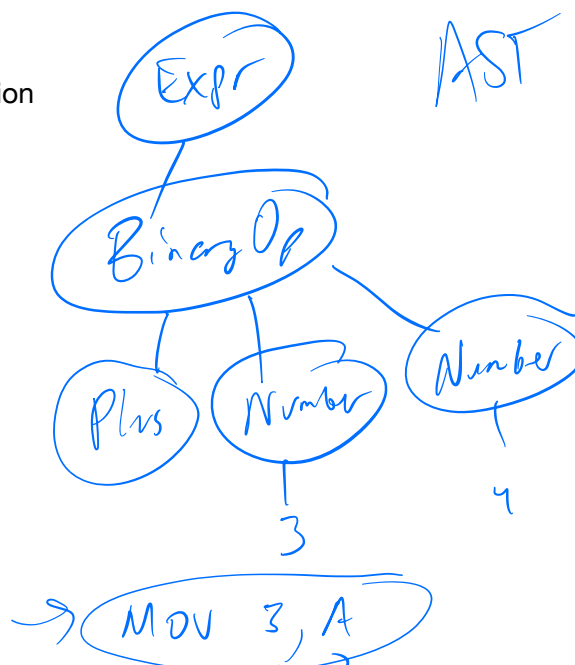 ion
AST
Expr
BinaryOp
Plus Number Number
3 4
MOV 3, A